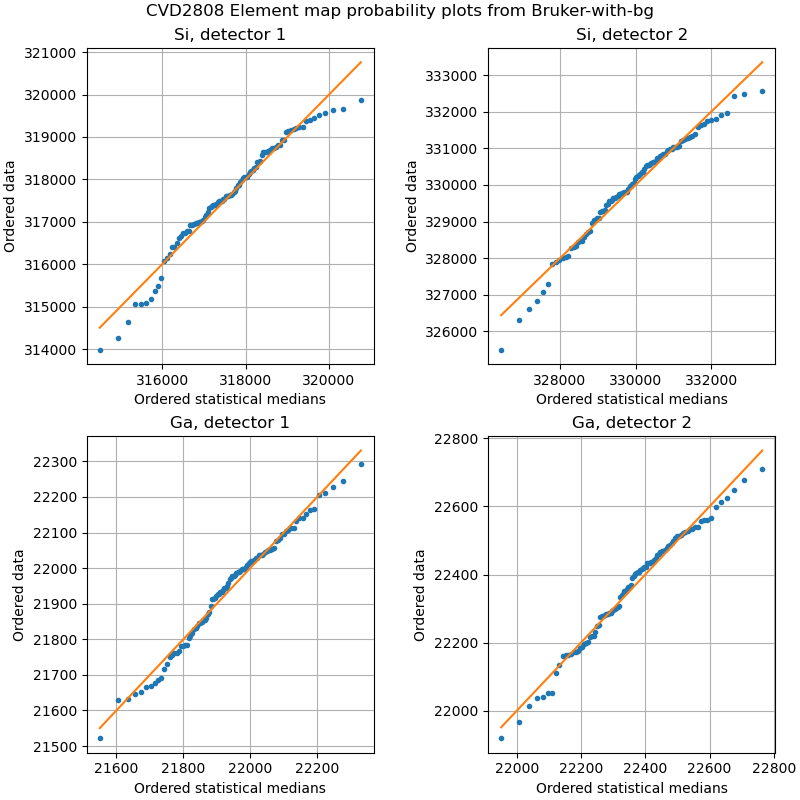 CVD2808 Element map probability plots from Bruker-with-bg
Si, detector 1
321000
320000
319000
318000
317000
316000
315000
314000
Ordered data
316000 318000 320000
Ordered statistical medians
Si, detector 2
333000
332000
331000
330000
329000
328000
327000
326000
Ordered data
328000 330000 332000
Ordered statistical medians
Ga, detector 1
22300
22200
22100
22000
21900
21800
21700
21600
21500
Ordered data
21600 21800 22000 22200
Ordered statistical medians
Ga, detector 2
22800
22600
22400
22200
22000
Ordered data
22000 22200 22400 22600 22800
Ordered statistical medians